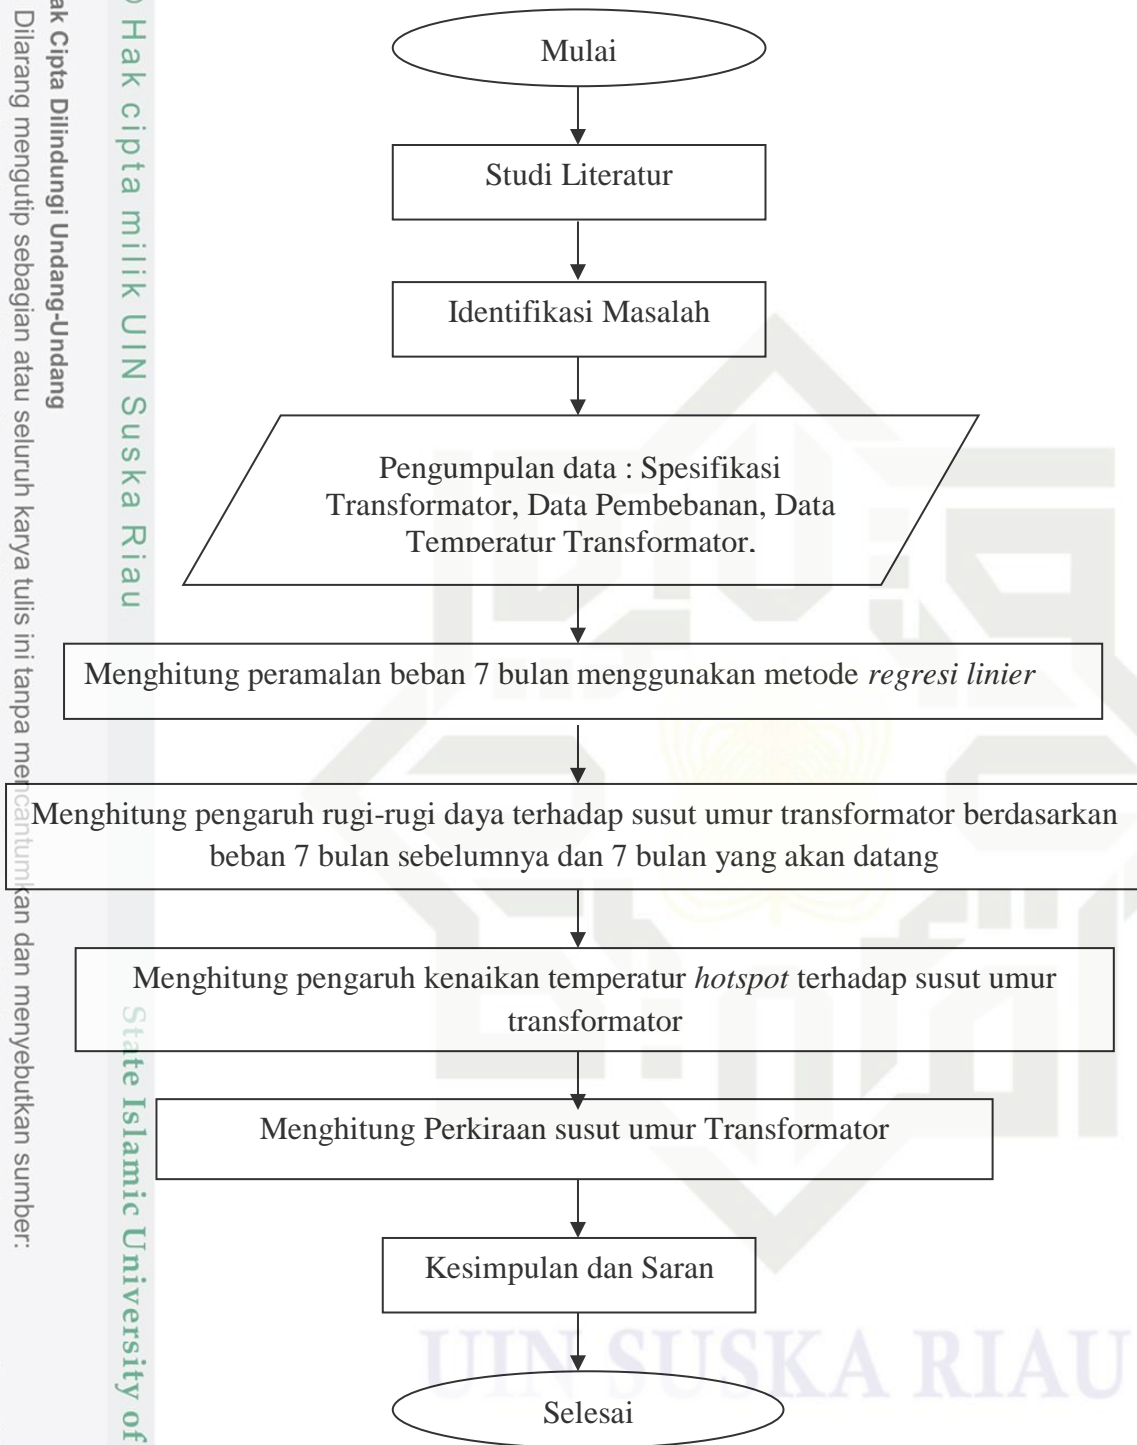 Mulai
Studi Literatur
Identifikasi Masalah
Pengumpulan data : Spesifikasi
Transformator, Data Pembebanan, Data
Temperatur Transformator.
Menghitung peramalan beban 7 bulan menggunakan metode regresi linier
Menghitung pengaruh rugi-rugi daya terhadap susut umur transformator berdasarkan
beban 7 bulan sebelumnya dan 7 bulan yang akan datang
Menghitung pengaruh kenaikan temperatur hotspot terhadap susut umur
transformator
Menghitung Perkiraan susut umur Transformator
Kesimpulan dan Saran
Selesai
UIN SUSKA RIAU
Hak cipta milik UIN Suska Riau
State Islamic University of
Cipta Dilindungi Undang-Undang
Dilarang mengutip sebagian atau seluruh karya tulis ini tanpa mencantumkan dan menyebutkan sumber: